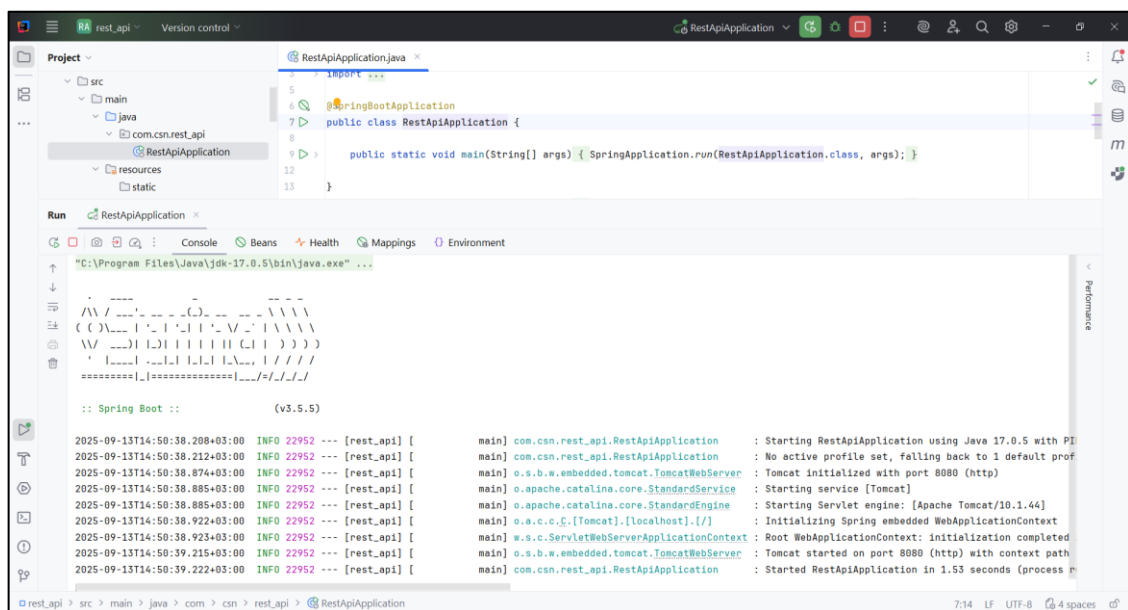 RA rest_api Version control RestApiApplication
Project
RestApiApplication.java
src
main
java
com.csn.rest_api
RestApiApplication
resources
static
3 import ...
5
6 @SpringBootApplication
7 public class RestApiApplication {
8
9 public static void main(String[] args) { SpringApplication.run(RestApiApplication.class, args); }
12
13 }
Run RestApiApplication
Console Beans Health Mappings Environment
"C:\Program Files\Java\jdk-17.0.5\bin\java.exe" ...
:: Spring Boot :: (v3.5.5)
2025-09-13T14:50:38.208+03:00 INFO 22952 --- [rest_api] [ main] com.csn.rest_api.RestApiApplication : Starting RestApiApplication using Java 17.0.5 with PI
2025-09-13T14:50:38.212+03:00 INFO 22952 --- [rest_api] [ main] com.csn.rest_api.RestApiApplication : No active profile set, falling back to 1 default prof
2025-09-13T14:50:38.874+03:00 INFO 22952 --- [rest_api] [ main] o.s.b.w.embedded.tomcat.TomcatWebServer : Tomcat initialized with port 8080 (http)
2025-09-13T14:50:38.885+03:00 INFO 22952 --- [rest_api] [ main] o.apache.catalina.core.StandardService : Starting service [Tomcat]
2025-09-13T14:50:38.885+03:00 INFO 22952 --- [rest_api] [ main] o.apache.catalina.core.StandardEngine : Starting Servlet engine: [Apache Tomcat/10.1.44]
2025-09-13T14:50:38.922+03:00 INFO 22952 --- [rest_api] [ main] o.a.c.c.C.[Tomcat].[localhost].[/] : Initializing Spring embedded WebApplicationContext
2025-09-13T14:50:38.923+03:00 INFO 22952 --- [rest_api] [ main] w.s.c.ServletWebServerApplicationContext : Root WebApplicationContext: initialization completed
2025-09-13T14:50:39.215+03:00 INFO 22952 --- [rest_api] [ main] o.s.b.w.embedded.tomcat.TomcatWebServer : Tomcat started on port 8080 (http) with context path
2025-09-13T14:50:39.222+03:00 INFO 22952 --- [rest_api] [ main] com.csn.rest_api.RestApiApplication : Started RestApiApplication in 1.53 seconds (process r
Performance
rest_api > src > main > java > com > csn > rest_api > RestApiApplication 7:14 LF UTF-8 4 spaces